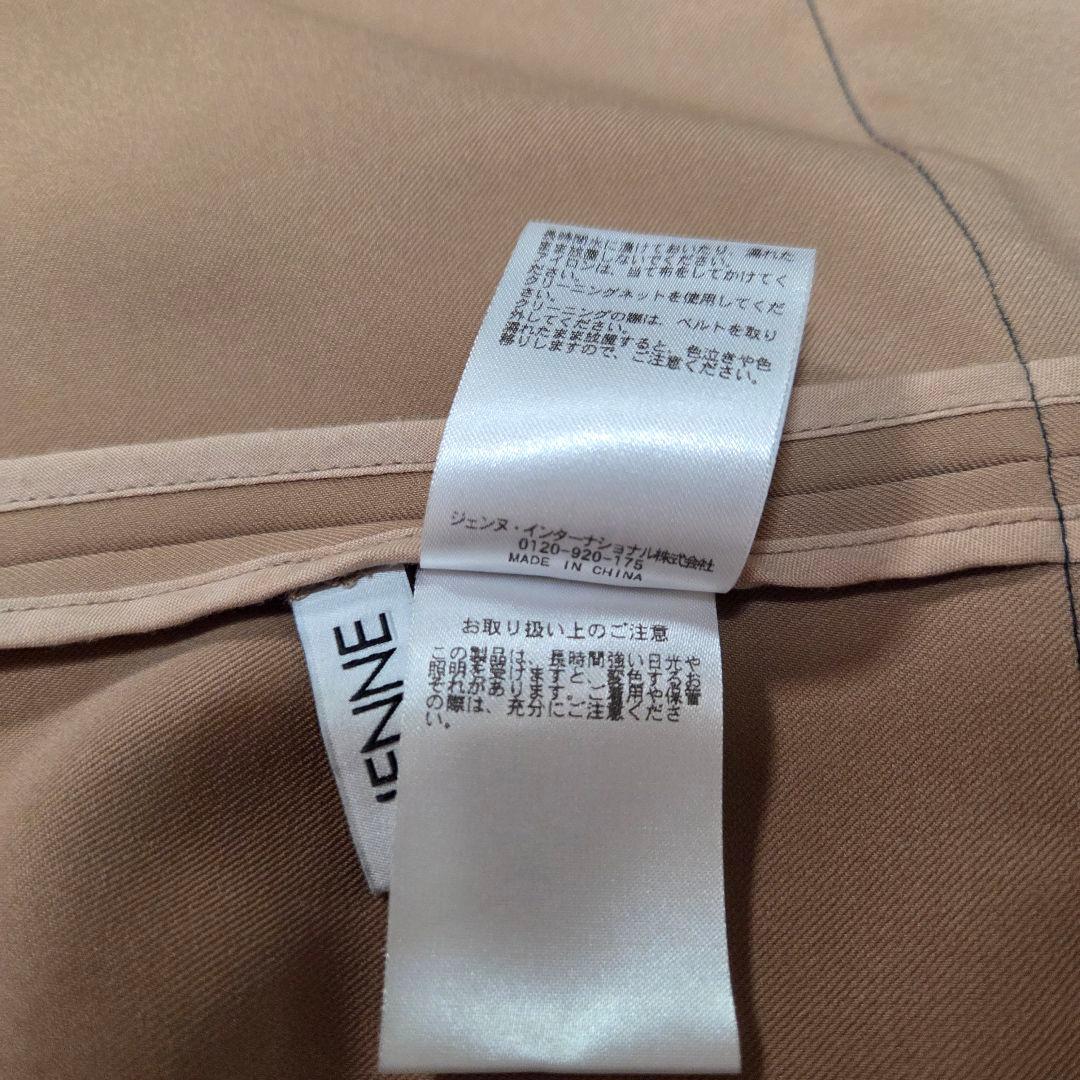 長時間水に漬けておいたり、濡れた
まま放置しないでください。
アイロンは、当て布をしてかけてく
ださい。
クリーニングネットを使用してくだ
さい。
クリーニングの際は、ベルトを取り
外してください。
濡れたまま放置すると、色泣きや色
移りしますので、ご注意ください。
ジェンヌ・インターナショナル株式会社
0120-920-175
MADE IN CHINA
お取り扱い上のご注意
この製品は、長時間強い日光や
照明を受けますと、変色するお
それがあります。ご着用や保管
の際は、充分にご注意くださ
い。
ENNE